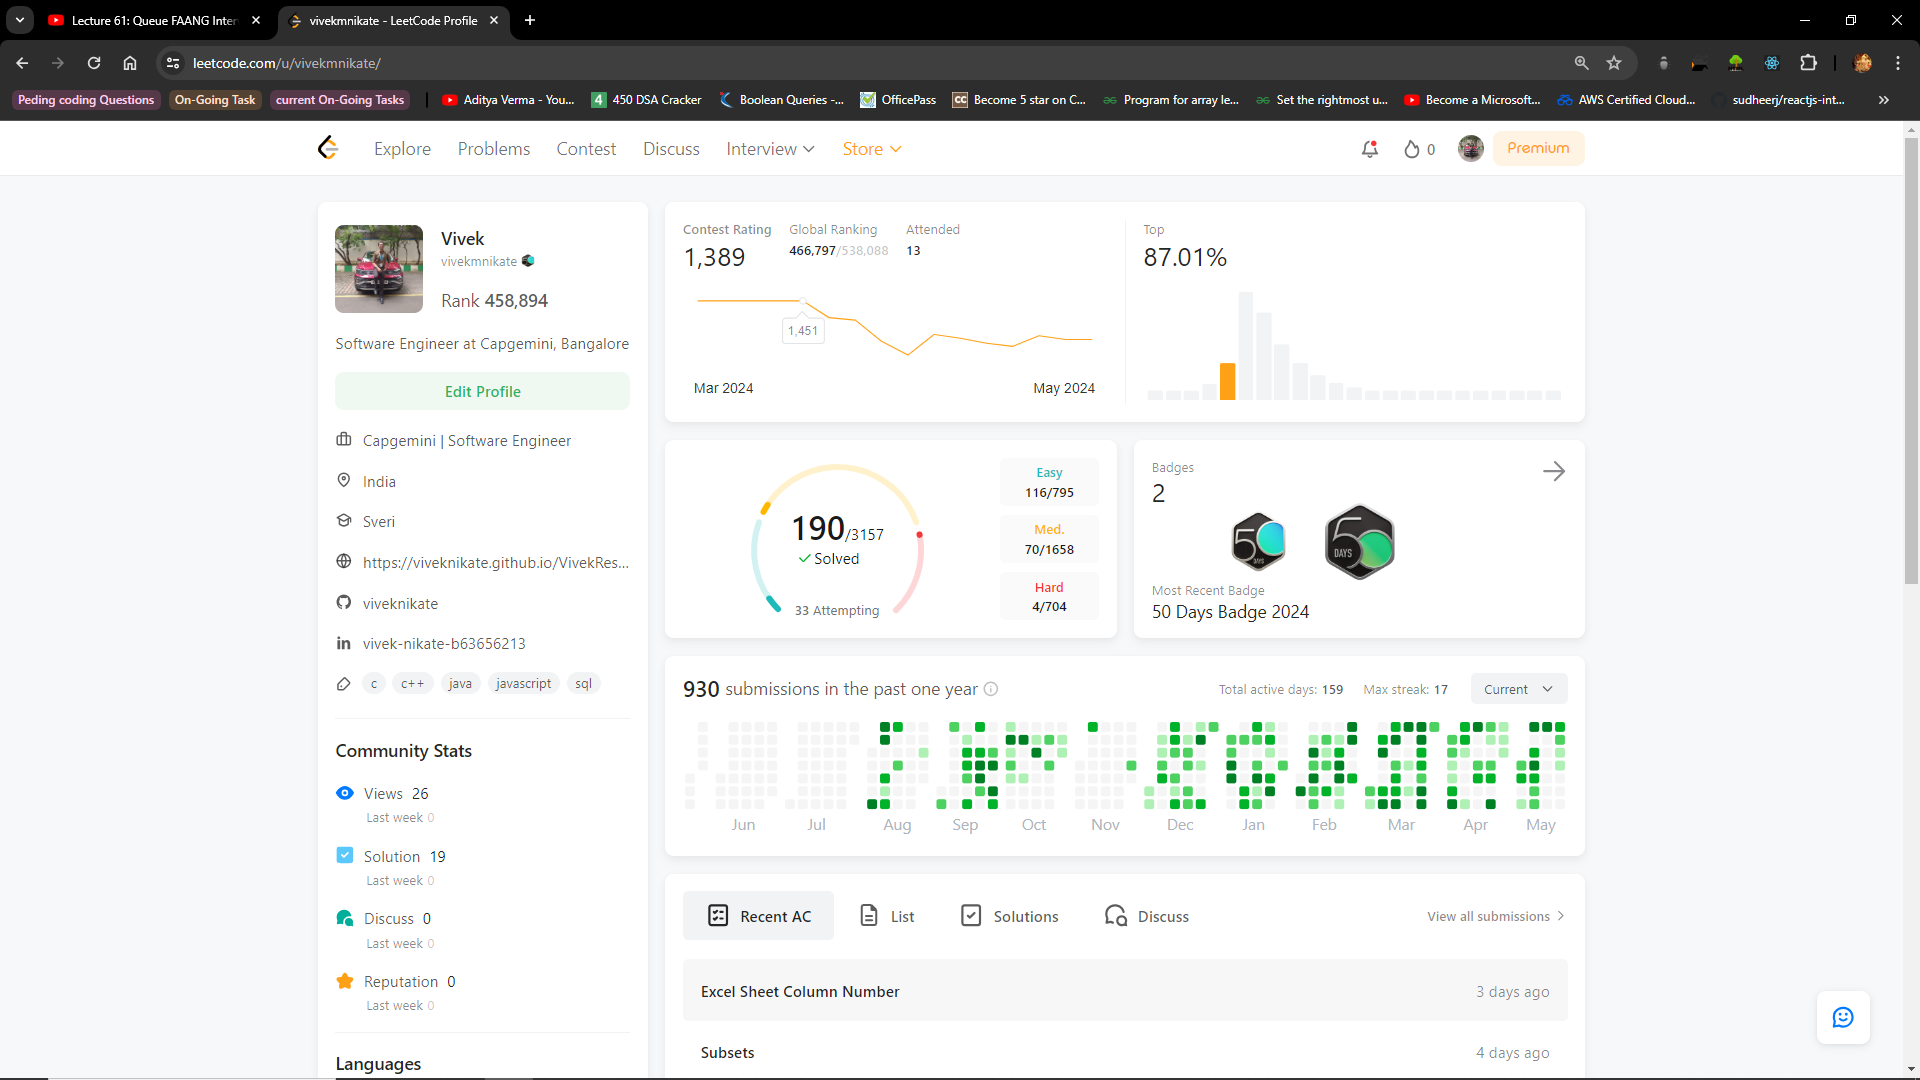 Lecture 61: Queue FAANG Inter
vivekmnikate - LeetCode Profile
leetcode.com/u/vivekmnikate/
Peding coding Questions
On-Going Task
current On-Going Tasks
Aditya Verma - You...
450 DSA Cracker
Boolean Queries -...
OfficePass
Become 5 star on C...
Program for array le...
Set the rightmost u...
Become a Microsoft...
AWS Certified Cloud...
sudheerj/reactjs-int...
Explore
Problems
Contest
Discuss
Interview
Store
0
Premium
Vivek
vivekmnikate
Rank 458,894
Software Engineer at Capgemini, Bangalore
Edit Profile
Capgemini | Software Engineer
India
Sveri
https://viveknikate.github.io/VivekRes...
viveknikate
vivek-nikate-b63656213
c
c++
java
javascript
sql
Community Stats
Views 26
Last week 0
Solution 19
Last week 0
Discuss 0
Last week 0
Reputation 0
Last week 0
Languages
Contest Rating
1,389
Global Ranking
466,797/538,088
Attended
13
1,451
Mar 2024
May 2024
Top
87.01%
190/3157
Solved
33 Attempting
Easy
116/795
Med.
70/1658
Hard
4/704
Badges
2
50 DAYS
50 DAYS
Most Recent Badge
50 Days Badge 2024
930 submissions in the past one year
Total active days: 159
Max streak: 17
Current
Jun
Jul
Aug
Sep
Oct
Nov
Dec
Jan
Feb
Mar
Apr
May
Recent AC
List
Solutions
Discuss
View all submissions
Excel Sheet Column Number
3 days ago
Subsets
4 days ago